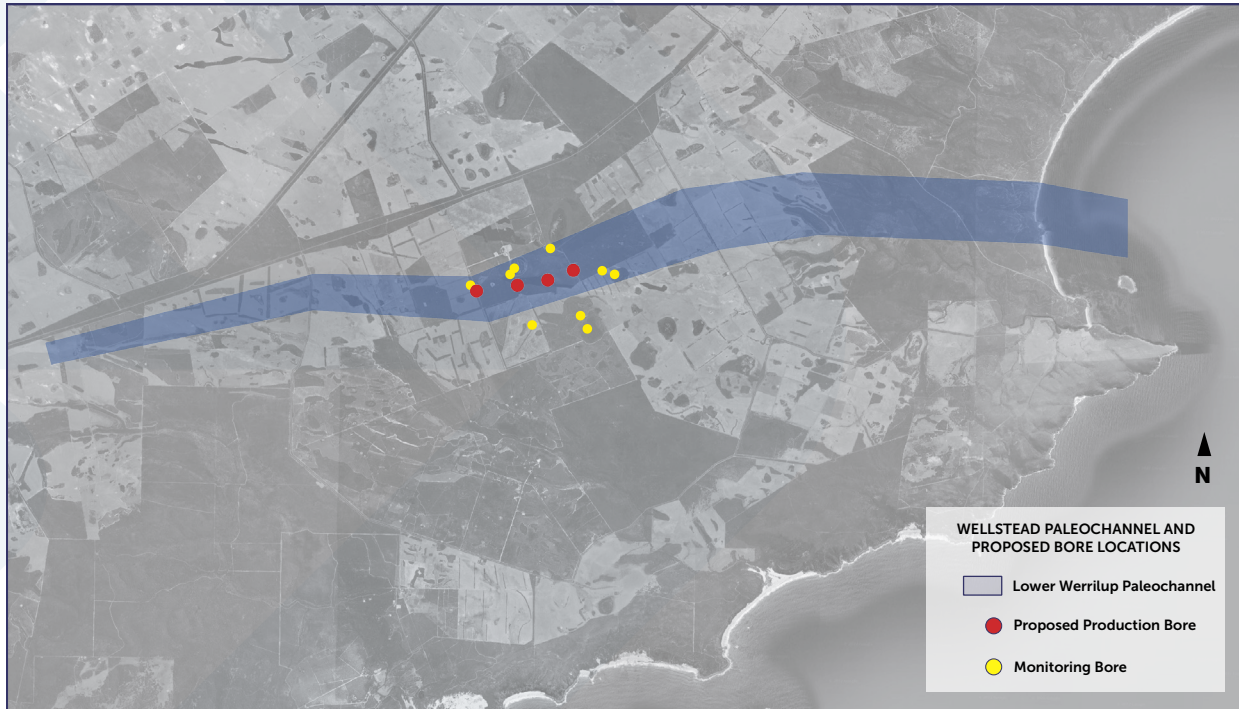 N
WELLSTEAD PALEOCHANNEL AND
PROPOSED BORE LOCATIONS
Lower Werrilup Paleochannel
Proposed Production Bore
Monitoring Bore